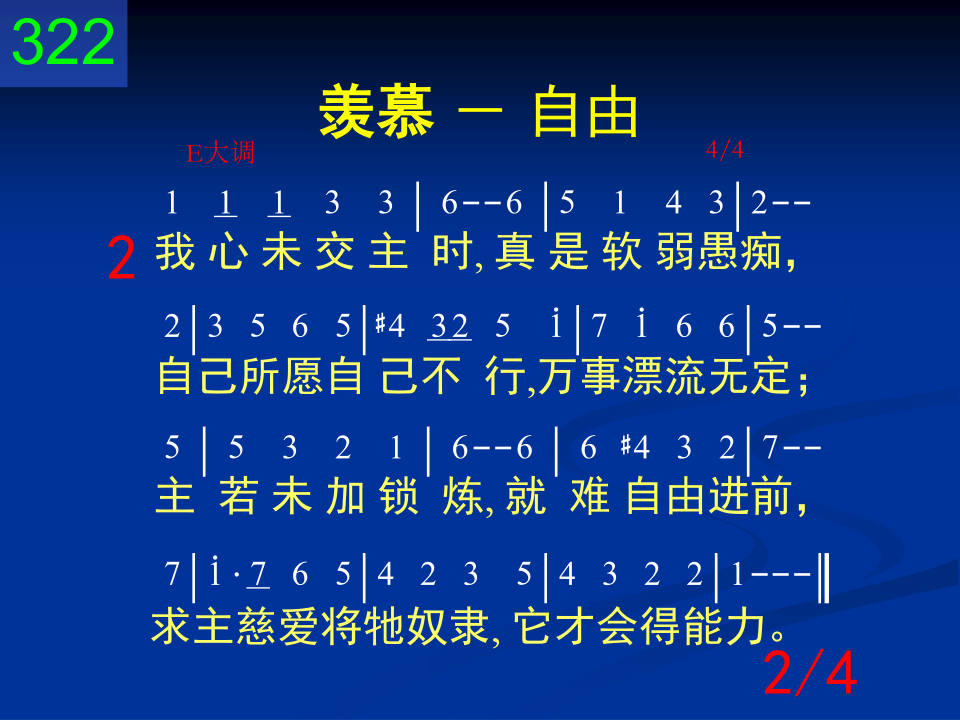 322
羡慕 － 自由
E大调 4/4
1 1 1 3 3 | 6--6 | 5 1 4 3 | 2--
2 我心未交主 时, 真是软弱愚痴，
2 | 3 5 6 5 | #4 32 5 i | 7 i 6 6 | 5--
自己所愿自己不行,万事漂流无定；
5 | 5 3 2 1 | 6--6 | 6 #4 3 2 | 7--
主若未加锁炼, 就难自由进前，
7 | i · 7 6 5 | 4 2 3 5 | 4 3 2 2 | 1---‖
求主慈爱将牠奴隶, 它才会得能力。
2/4